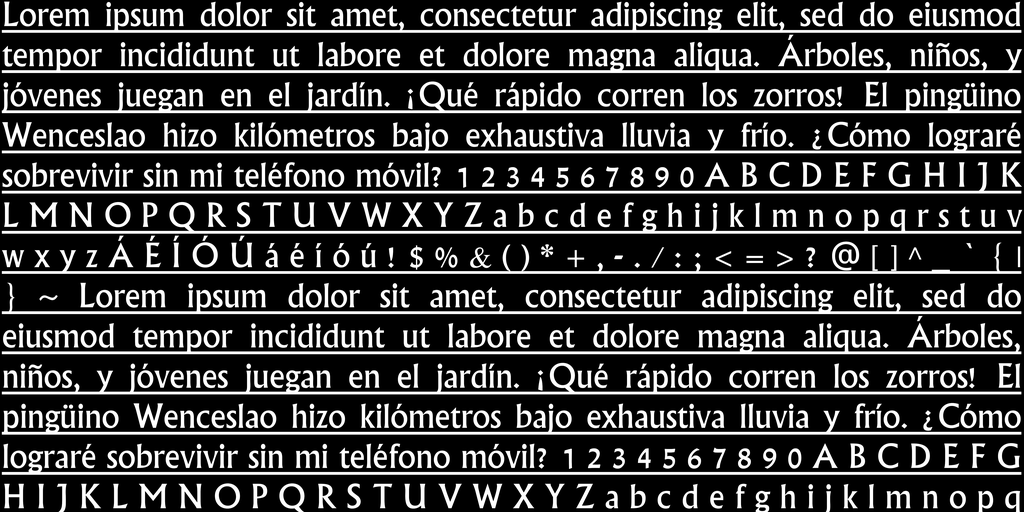 Lorem ipsum dolor sit amet, consectetur adipiscing elit, sed do eiusmod
tempor incididunt ut labore et dolore magna aliqua. Árboles, niños, y
jóvenes juegan en el jardín. ¡Qué rápido corren los zorros! El pingüino
Wenceslao hizo kilómetros bajo exhaustiva lluvia y frío. ¿Cómo lograré
sobrevivir sin mi teléfono móvil? 1 2 3 4 5 6 7 8 9 0 A B C D E F G H I J K
L M N O P Q R S T U V W X Y Z a b c d e f g h i j k l m n o p q r s t u v
w x y z Á É Í Ó Ú á é í ó ú ! $ % & ( ) * + , - . / : ; < = > ? @ [ ] ^ _ ` { |
} ~ Lorem ipsum dolor sit amet, consectetur adipiscing elit, sed do
eiusmod tempor incididunt ut labore et dolore magna aliqua. Árboles,
niños, y jóvenes juegan en el jardín. ¡Qué rápido corren los zorros! El
pingüino Wenceslao hizo kilómetros bajo exhaustiva lluvia y frío. ¿Cómo
lograré sobrevivir sin mi teléfono móvil? 1 2 3 4 5 6 7 8 9 0 A B C D E F G
H I J K L M N O P Q R S T U V W X Y Z a b c d e f g h i j k l m n o p q